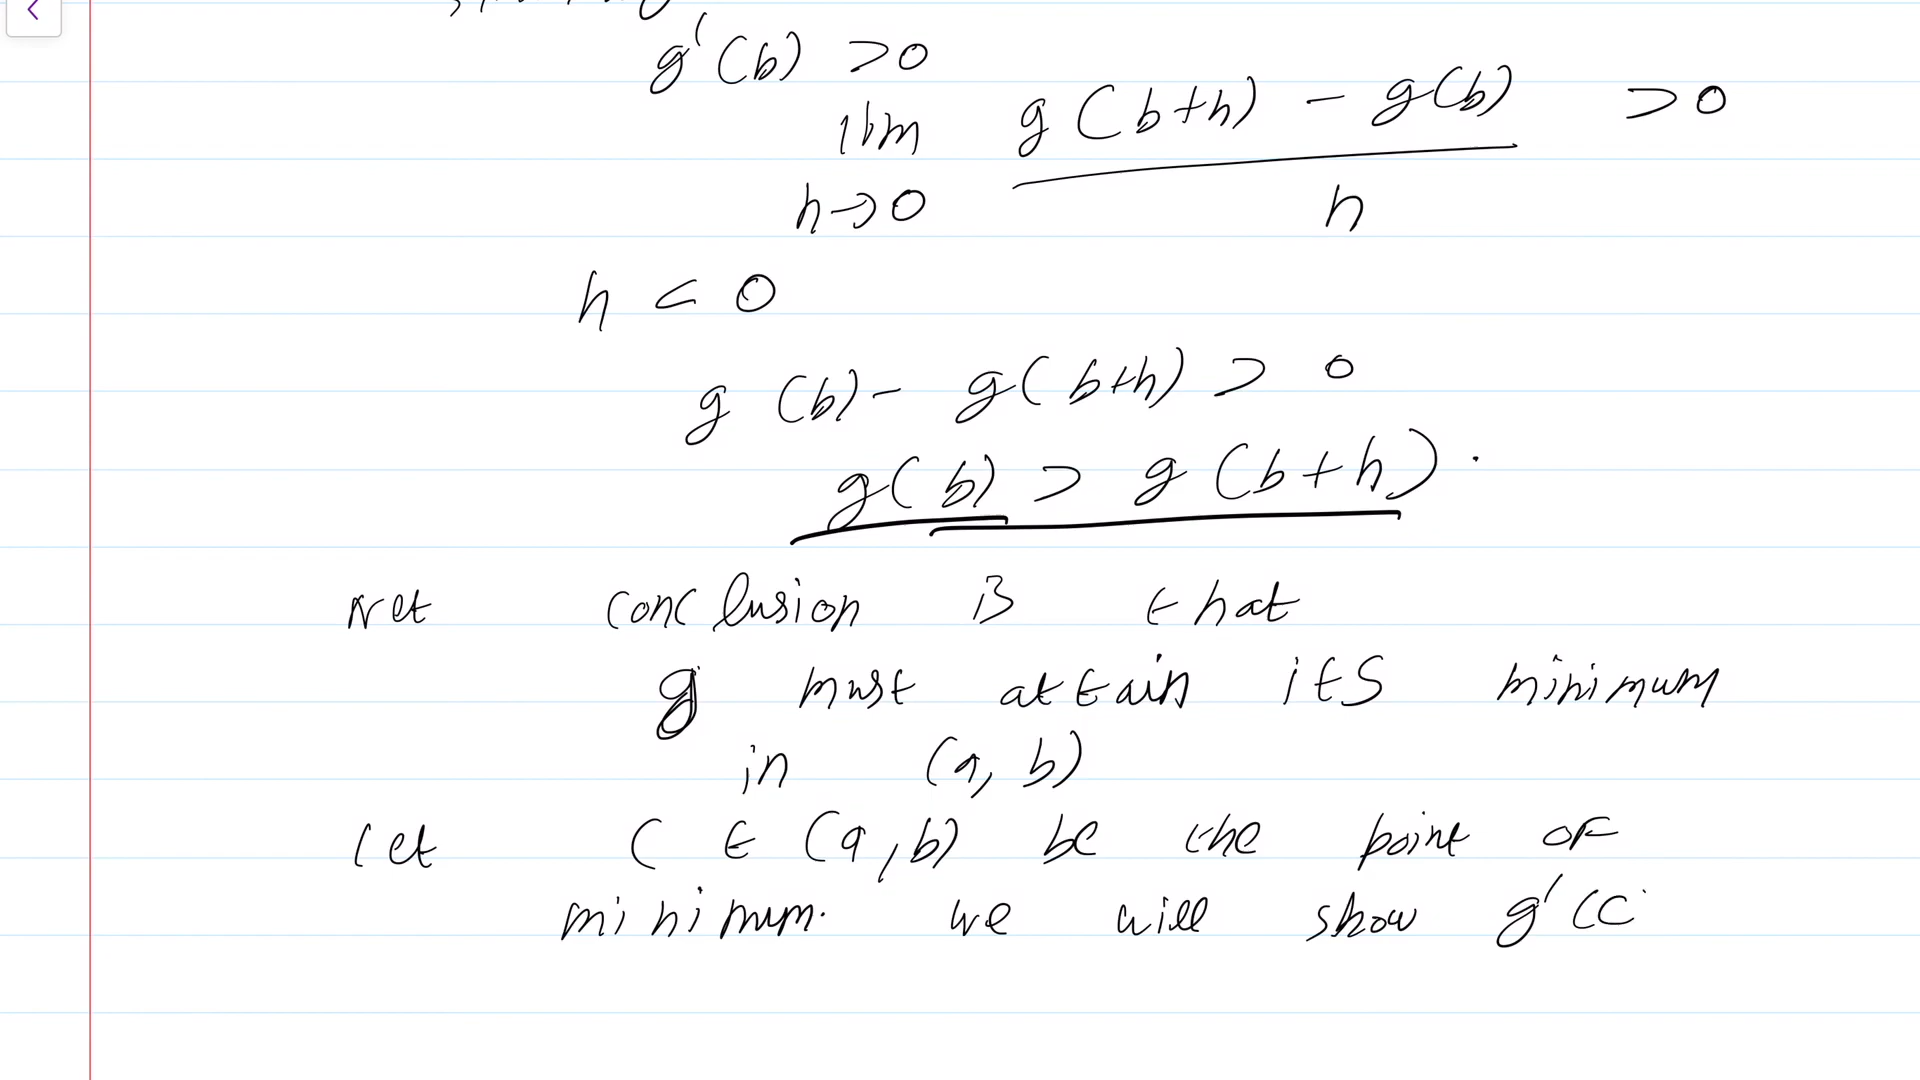 g'(b) >0
lim g(b+h) - g(b) >0
h→0 h
h < 0
g (b) - g(b+h) > 0
g(b) > g(b+h).
Net conclusion is that
g must attain its minimum
in (a, b)
let C ∈ (a, b) be the point of
minimum. we will show g'(C